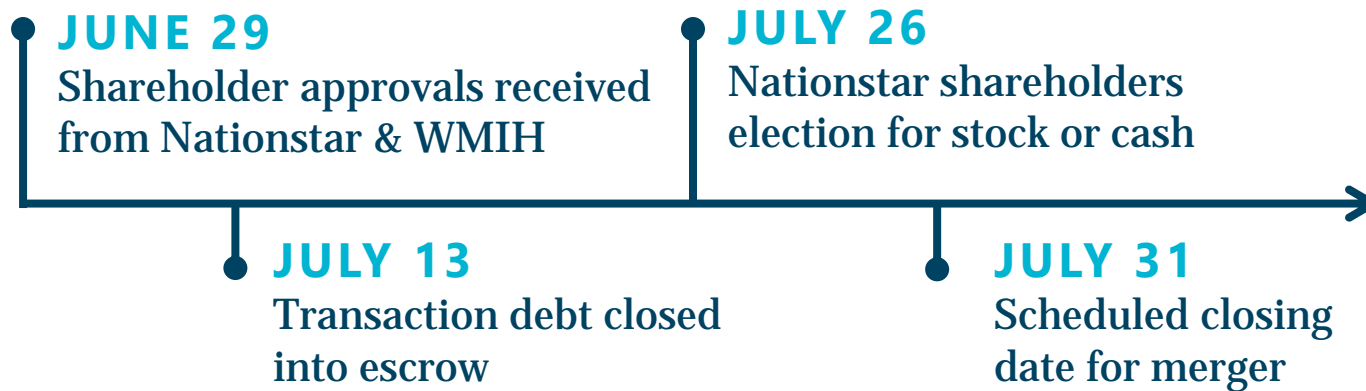 JUNE 29
Shareholder approvals received
from Nationstar & WMIH
JULY 13
Transaction debt closed
into escrow
JULY 26
Nationstar shareholders
election for stock or cash
JULY 31
Scheduled closing
date for merger